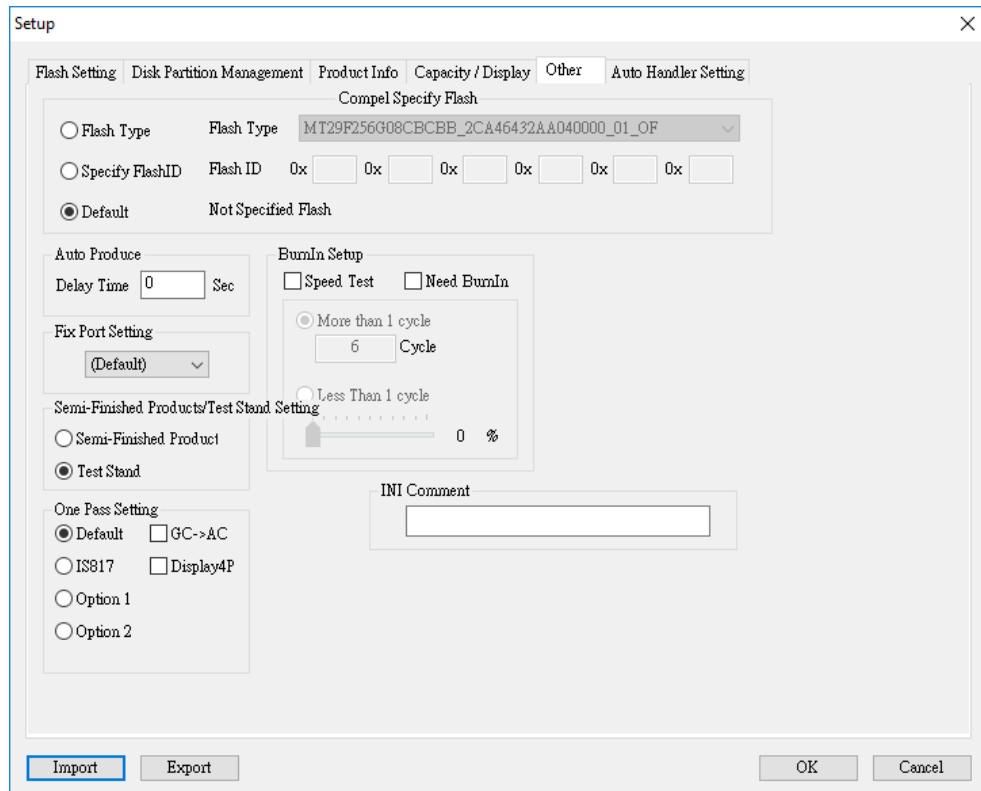 Setup
Flash Setting Disk Partition Management Product Info Capacity / Display Other Auto Handler Setting
Compel Specify Flash
Flash Type Flash Type MT29F256G08CBCBB_2CA46432AA040000_01_OF
Specify FlashID Flash ID 0x 0x 0x 0x 0x 0x
Default Not Specified Flash
Auto Produce
Delay Time 0 Sec
Fix Port Setting
(Default)
BurnIn Setup
Speed Test Need BurnIn
More than 1 cycle
6 Cycle
Less Than 1 cycle
0 %
Semi-Finished Products/Test Stand Setting
Semi-Finished Product
Test Stand
INI Comment
One Pass Setting
Default GC->AC
IS817 Display4P
Option 1
Option 2
Import Export OK Cancel